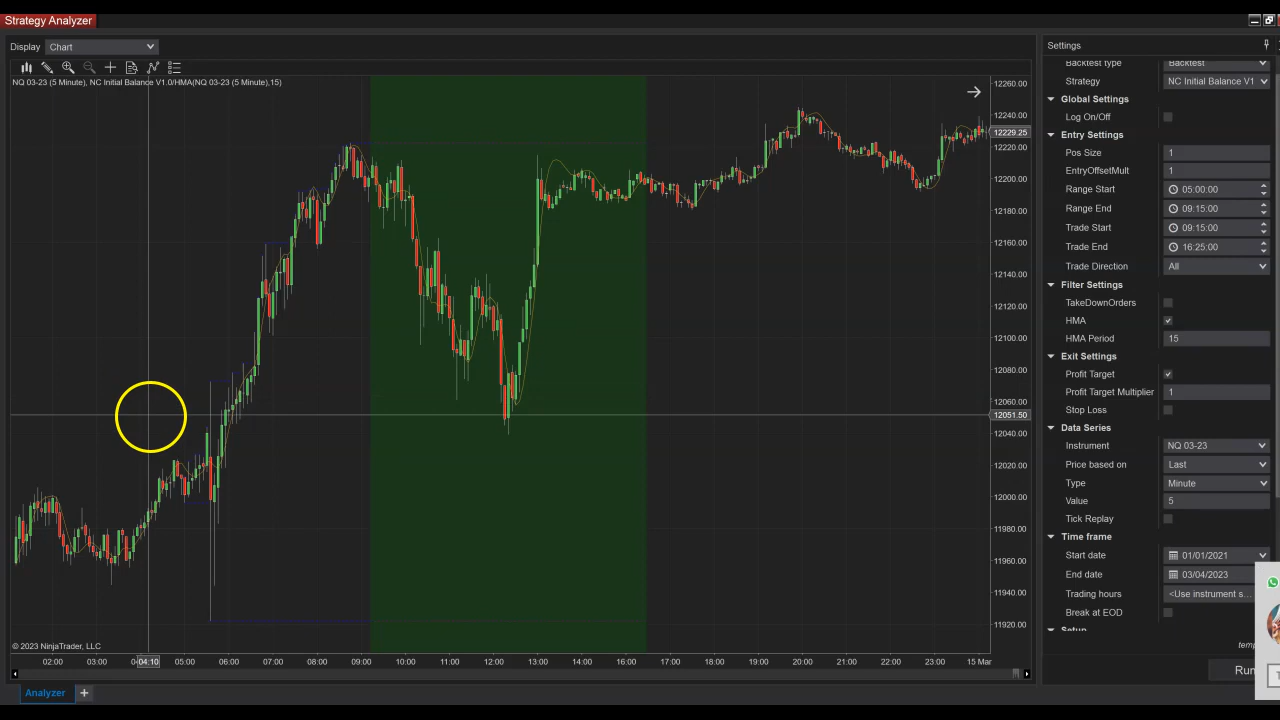 Strategy Analyzer
Display Chart
NQ 03-23 (5 Minute), NC Initial Balance V1.0/HMA(NQ 03-23 (5 Minute),15)
12260.00
12240.00
12229.25
12220.00
12200.00
12180.00
12160.00
12140.00
12120.00
12100.00
12080.00
12060.00
12051.50
12040.00
12020.00
12000.00
11980.00
11960.00
11940.00
11920.00
© 2023 NinjaTrader, LLC
02:00 03:00 04:10 05:00 06:00 07:00 08:00 09:00 10:00 11:00 12:00 13:00 14:00 15:00 16:00 17:00 18:00 19:00 20:00 21:00 22:00 23:00 15 Mar
Analyzer
Settings
Backtest type Backtest
Strategy NC Initial Balance V1
Global Settings
Log On/Off
Entry Settings
Pos Size 1
EntryOffsetMult 1
Range Start 05:00:00
Range End 09:15:00
Trade Start 09:15:00
Trade End 16:25:00
Trade Direction All
Filter Settings
TakeDownOrders
HMA
HMA Period 15
Exit Settings
Profit Target
Profit Target Multiplier 1
Stop Loss
Data Series
Instrument NQ 03-23
Price based on Last
Type Minute
Value 5
Tick Replay
Time frame
Start date 01/01/2021
End date 03/04/2023
Trading hours <Use instrument s...
Break at EOD
Setup
Run